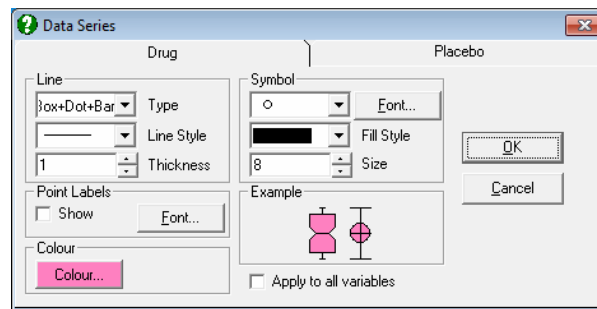 Data Series
Drug
Placebo
Line
Box+Dot+Bar
Type
Line Style
1
Thickness
Point Labels
Show
Font...
Colour
Colour...
Symbol
Font...
Fill Style
8
Size
Example
Apply to all variables
OK
Cancel